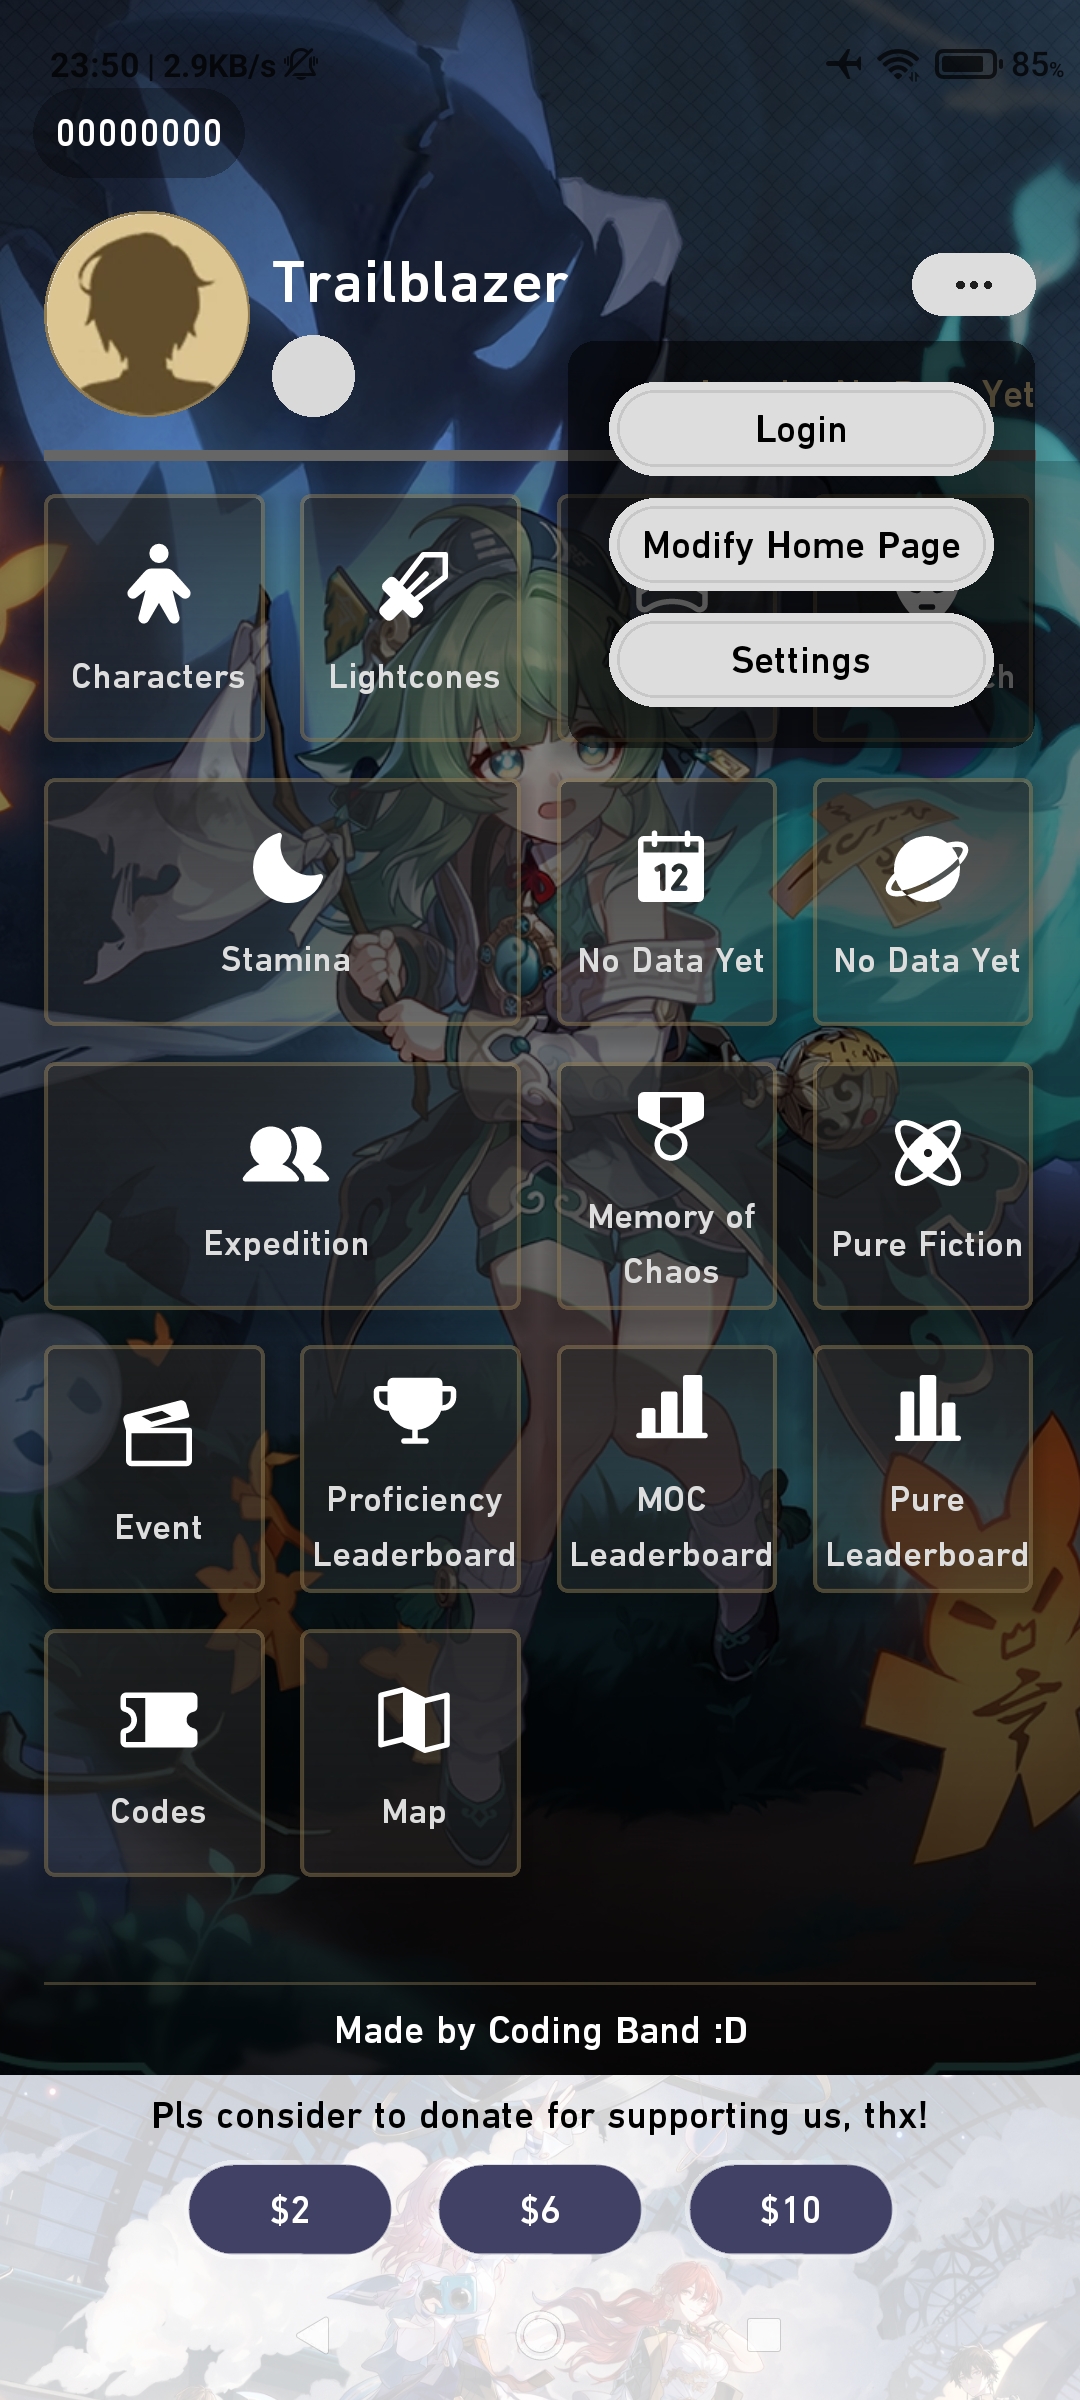 23:50 | 2.9KB/s
85%
00000000
Trailblazer
Yet
Login
Modify Home Page
Settings
Characters
Lightcones
Stamina
12
No Data Yet
No Data Yet
Expedition
Memory of
Chaos
Pure Fiction
Event
Proficiency
Leaderboard
MOC
Leaderboard
Pure
Leaderboard
Codes
Map
Made by Coding Band :D
Pls consider to donate for supporting us, thx!
$2
$6
$10